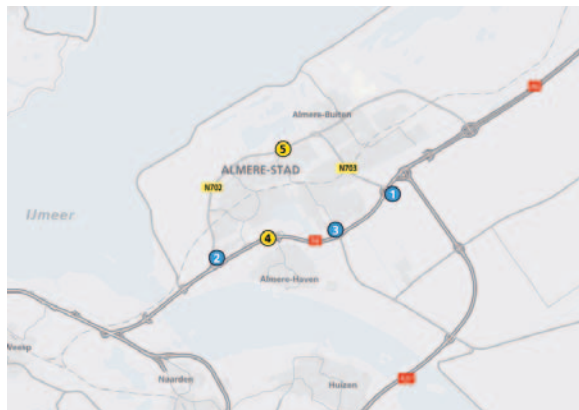 Almere-Buiten
5
ALMERE-STAD
N703
N702
1
IJmeer
3
4
2
Almere-Haven
Naarden
Huizen